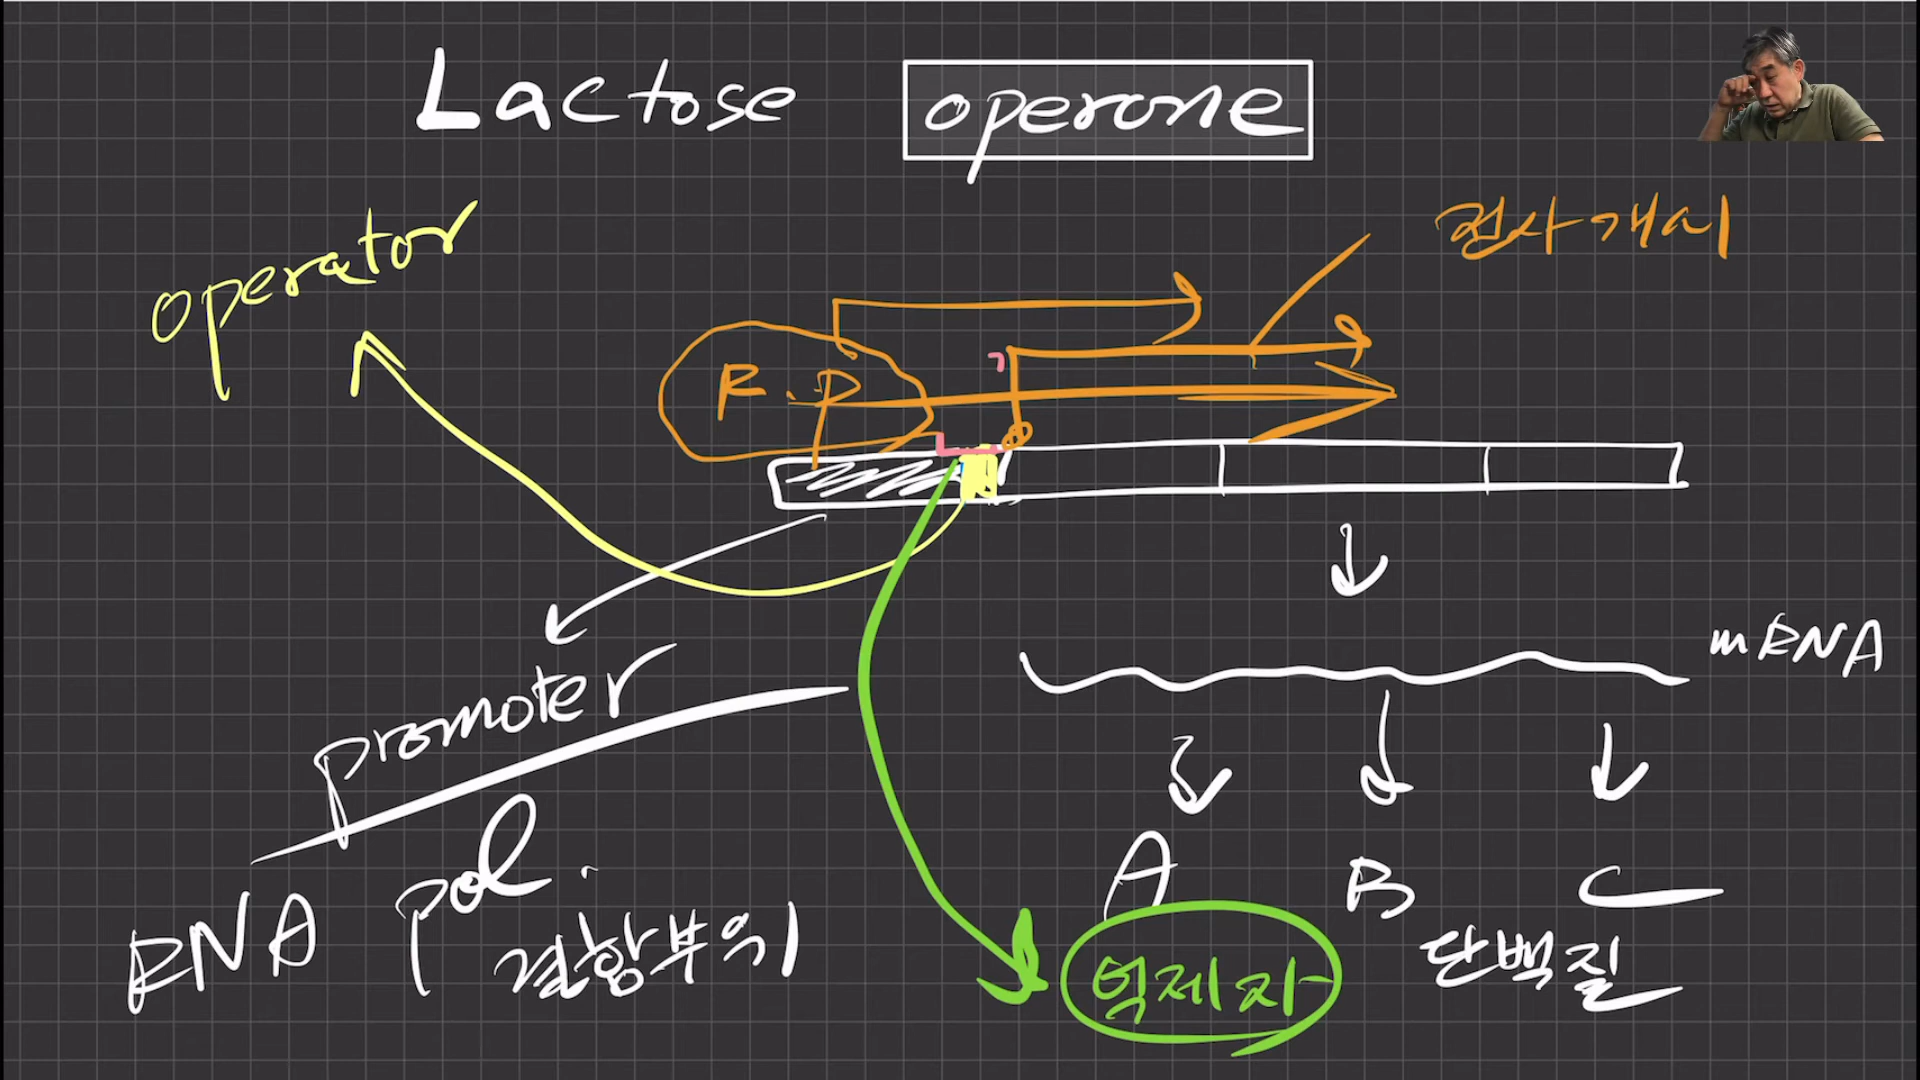 Lactose operone
operator
전사개시
R.P
promoter
mRNA
RNA pol.
결합부위
A B C
단백질
억제자